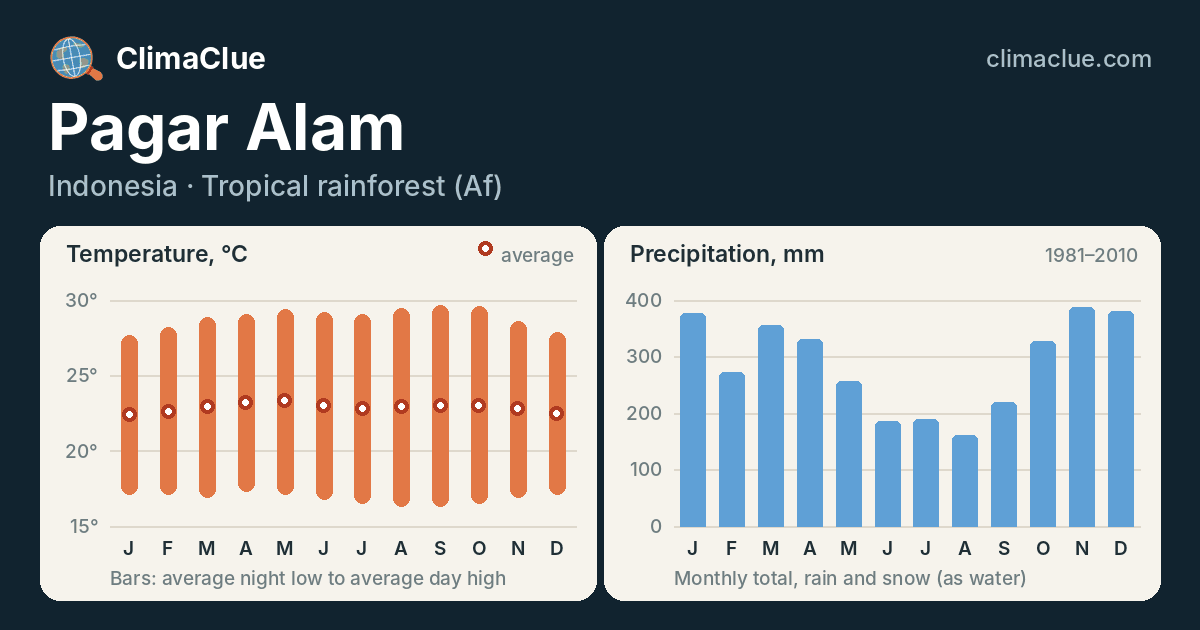 ClimaClue
climaclue.com
Pagar Alam
Indonesia · Tropical rainforest (Af)
Temperature, °C
average
30°
25°
20°
15°
J F M A M J J A S O N D
Bars: average night low to average day high
Precipitation, mm
1981–2010
400
300
200
100
0
J F M A M J J A S O N D
Monthly total, rain and snow (as water)